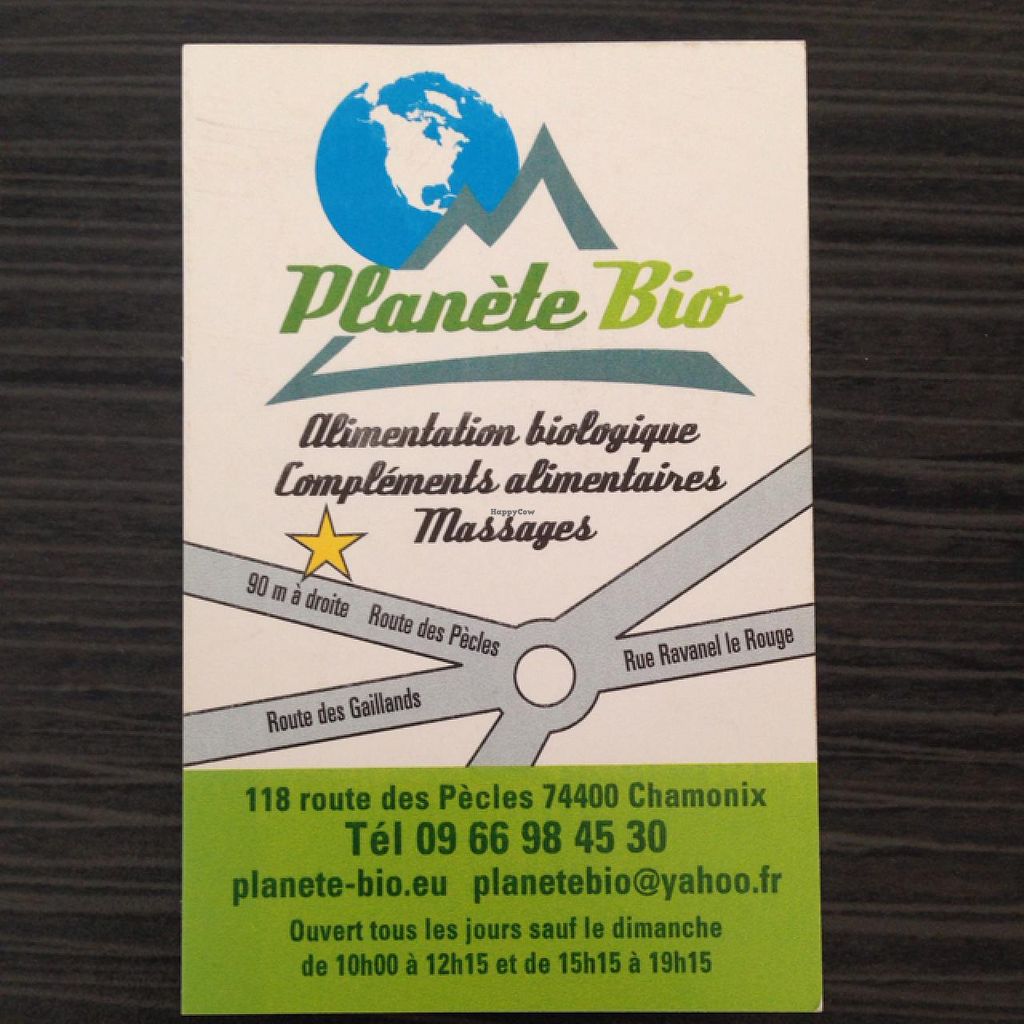 Planète Bio
Alimentation biologique
Compléments alimentaires
HappyCow
Massages
90 m à droite Route des Pècles
Rue Ravanel le Rouge
Route des Gaillands
118 route des Pècles 74400 Chamonix
Tél 09 66 98 45 30
planete-bio.eu planetebio@yahoo.fr
Ouvert tous les jours sauf le dimanche
de 10h00 à 12h15 et de 15h15 à 19h15